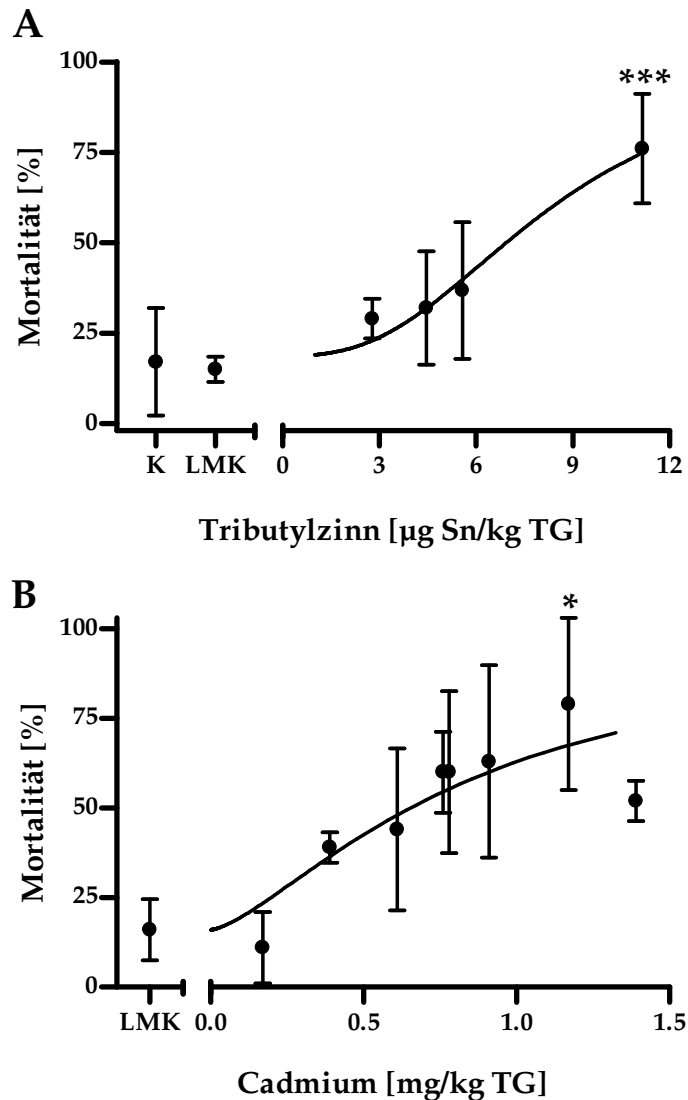 A
100
***
75
50
25
0
Mortalität [%]
K LMK 0 3 6 9 12
Tributylzinn [µg Sn/kg TG]
B
100
*
75
50
25
0
Mortalität [%]
LMK 0.0 0.5 1.0 1.5
Cadmium [mg/kg TG]